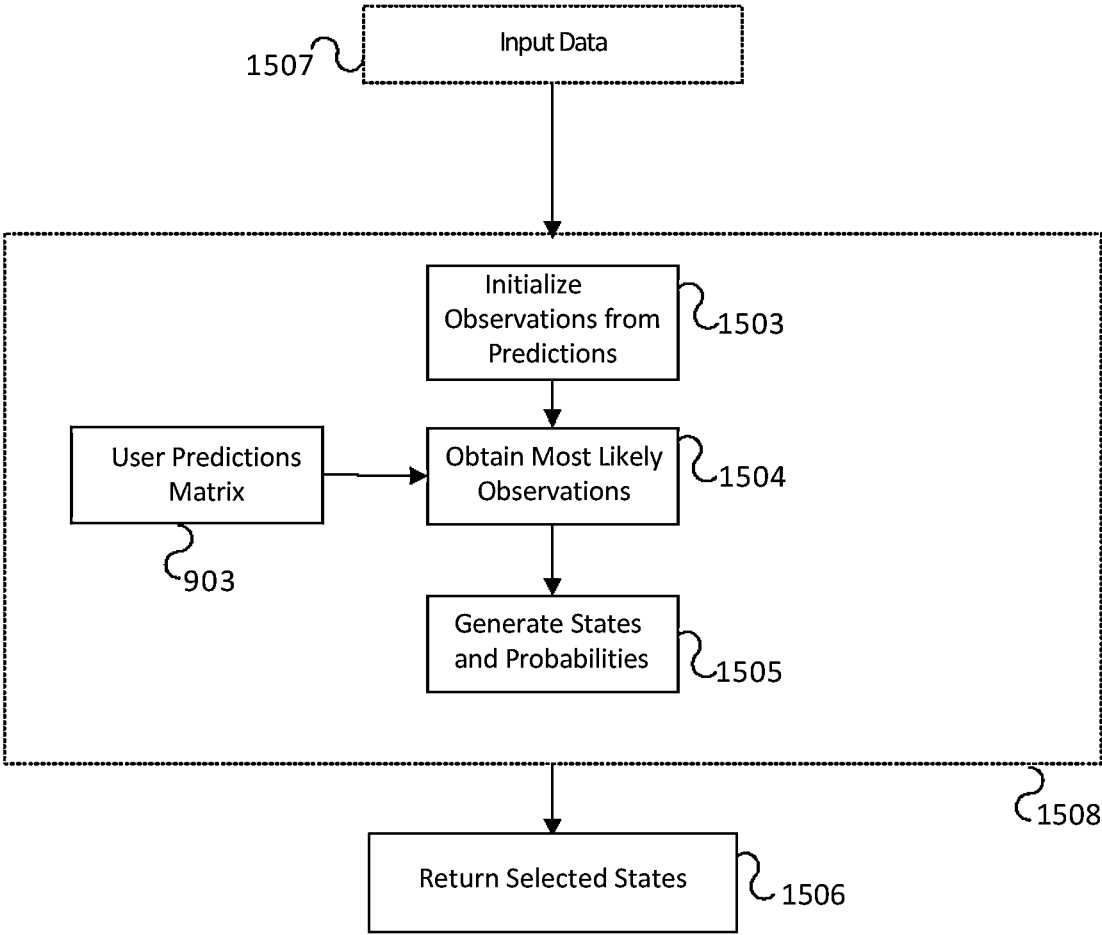 Input Data
1507
Initialize
Observations from
Predictions
1503
User Predictions
Matrix
903
Obtain Most Likely
Observations
1504
Generate States
and Probabilities
1505
1508
Return Selected States
1506